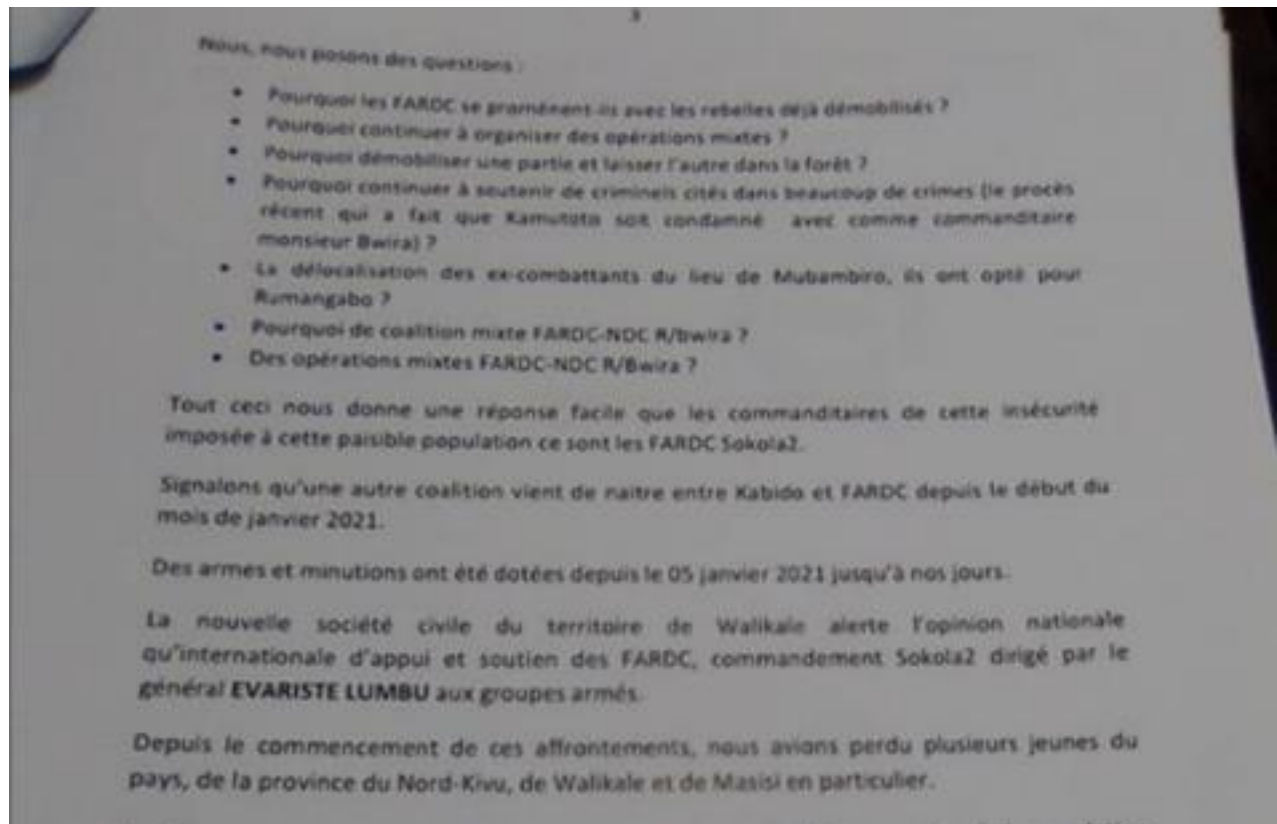 3
Nous, nous posons des questions :
• Pourquoi les FARDC se promènent-ils avec les rebelles déjà démobilisés ?
• Pourquoi continuer à organiser des opérations mixtes ?
• Pourquoi démobiliser une partie et laisser l'autre dans la forêt ?
• Pourquoi continuer à soutenir de criminels cités dans beaucoup de crimes (le procès
récent qui a fait que Kamutoto soit condamné avec comme commanditaire
monsieur Bwira) ?
• La délocalisation des ex-combattants du lieu de Mubambiro, ils ont opté pour
Rumangabo ?
• Pourquoi de coalition mixte FARDC-NDC R/bwira ?
• Des opérations mixtes FARDC-NDC R/Bwira ?
Tout ceci nous donne une réponse facile que les commanditaires de cette insécurité
imposée à cette paisible population ce sont les FARDC Sokola2.
Signalons qu'une autre coalition vient de naitre entre Kabido et FARDC depuis le début du
mois de janvier 2021.
Des armes et minutions ont été dotées depuis le 05 janvier 2021 jusqu'à nos jours.
La nouvelle société civile du territoire de Walikale alerte l'opinion nationale
qu'internationale d'appui et soutien des FARDC, commandement Sokola2 dirigé par le
général EVARISTE LUMBU aux groupes armés.
Depuis le commencement de ces affrontements, nous avions perdu plusieurs jeunes du
pays, de la province du Nord-Kivu, de Walikale et de Masisi en particulier.